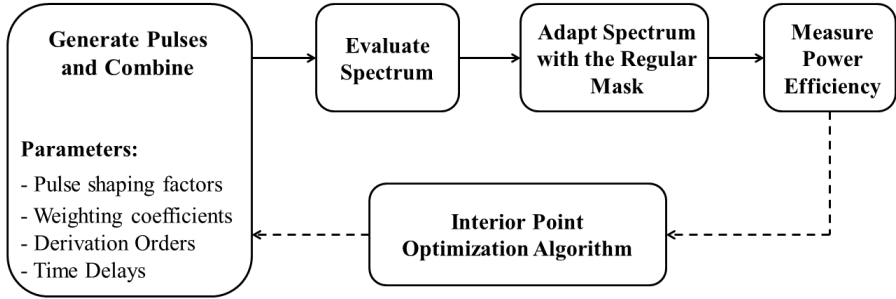 Generate Pulses
and Combine
Parameters:
- Pulse shaping factors
- Weighting coefficients
- Derivation Orders
- Time Delays
Evaluate
Spectrum
Adapt Spectrum
with the Regular
Mask
Measure
Power
Efficiency
Interior Point
Optimization Algorithm